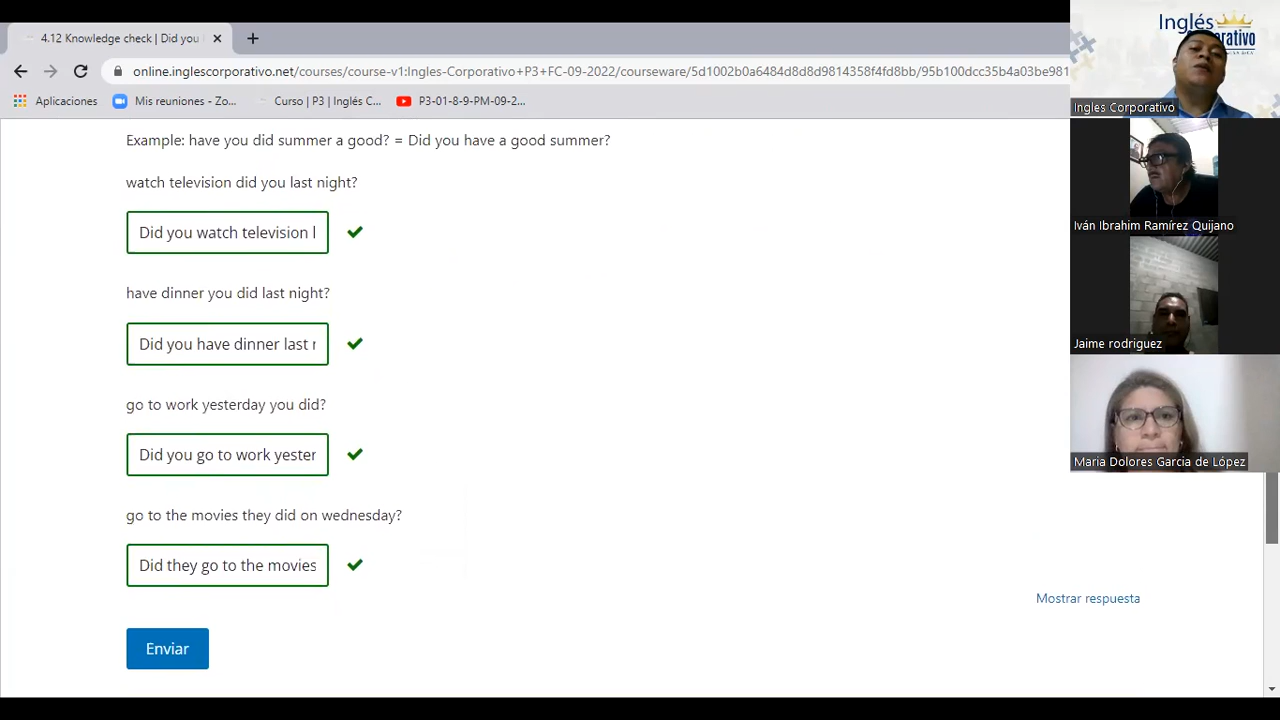 4.12 Knowledge check | Did you
online.inglescorporativo.net/courses/course-v1:Ingles-Corporativo+P3+FC-09-2022/courseware/5d1002b0a6484d8d8d9814358f4fd8bb/95b100dcc35b4a03be981
Aplicaciones Mis reuniones - Zo... Curso | P3 | Inglés C... P3-01-8-9-PM-09-2...
Example: have you did summer a good? = Did you have a good summer?
watch television did you last night?
Did you watch television l
have dinner you did last night?
Did you have dinner last
go to work yesterday you did?
Did you go to work yester
go to the movies they did on wednesday?
Did they go to the movies
Mostrar respuesta
Enviar
Inglés
Ingles Corporativo
Iván Ibrahim Ramírez Quijano
Jaime rodriguez
Maria Dolores Garcia de López